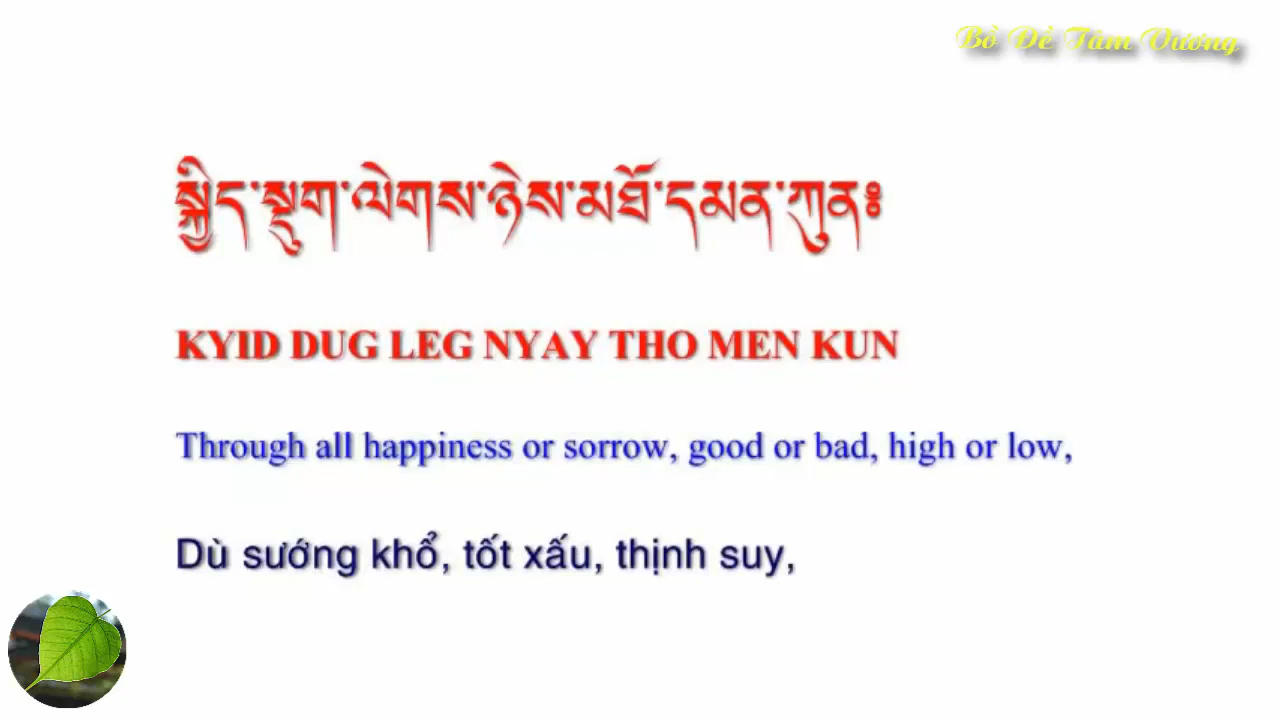 Bồ Đề Tâm Vương
སྐྱིད་སྡུག་ལེགས་ཉེས་མཐོ་དམན་ཀུན༔
KYID DUG LEG NYAY THO MEN KUN
Through all happiness or sorrow, good or bad, high or low,
Dù sướng khổ, tốt xấu, thịnh suy,